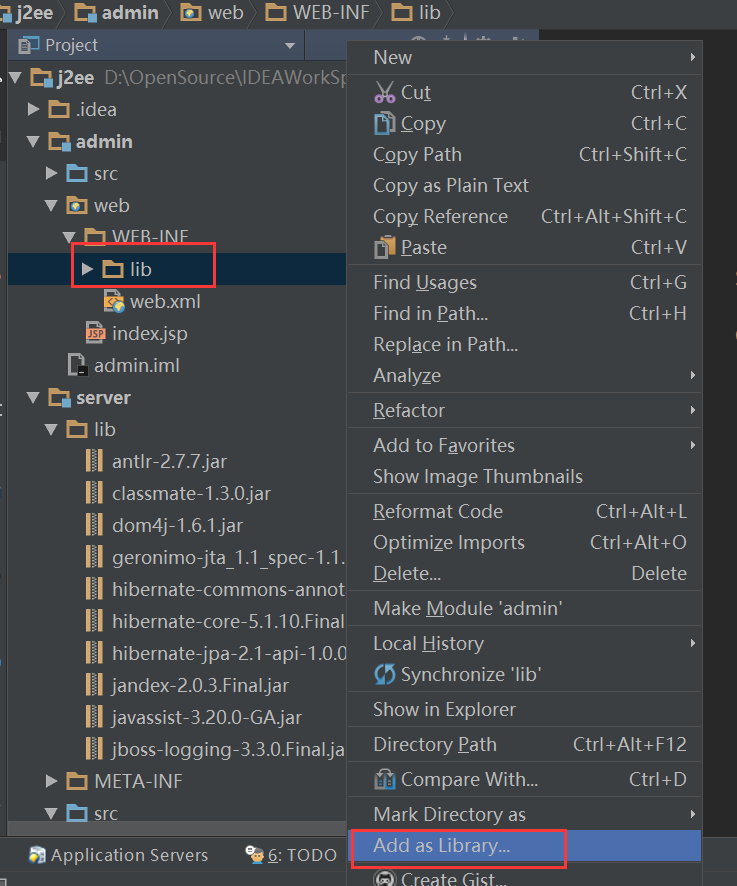 j2ee admin web WEB-INF lib
Project
j2ee D:\OpenSource\IDEAWorkSp
.idea
admin
src
web
WEB-INF
lib
web.xml
index.jsp
admin.iml
server
lib
antlr-2.7.7.jar
classmate-1.3.0.jar
dom4j-1.6.1.jar
geronimo-jta_1.1_spec-1.1.
hibernate-commons-annot
hibernate-core-5.1.10.Final
hibernate-jpa-2.1-api-1.0.0
jandex-2.0.3.Final.jar
javassist-3.20.0-GA.jar
jboss-logging-3.3.0.Final.ja
META-INF
src
Application Servers
6: TODO
New
Cut Ctrl+X
Copy Ctrl+C
Copy Path Ctrl+Shift+C
Copy as Plain Text
Copy Reference Ctrl+Alt+Shift+C
Paste Ctrl+V
Find Usages Ctrl+G
Find in Path... Ctrl+H
Replace in Path...
Analyze
Refactor
Add to Favorites
Show Image Thumbnails
Reformat Code Ctrl+Alt+L
Optimize Imports Ctrl+Alt+O
Delete... Delete
Make Module 'admin'
Local History
Synchronize 'lib'
Show in Explorer
Directory Path Ctrl+Alt+F12
Compare With... Ctrl+D
Mark Directory as
Add as Library...
Create Gist...